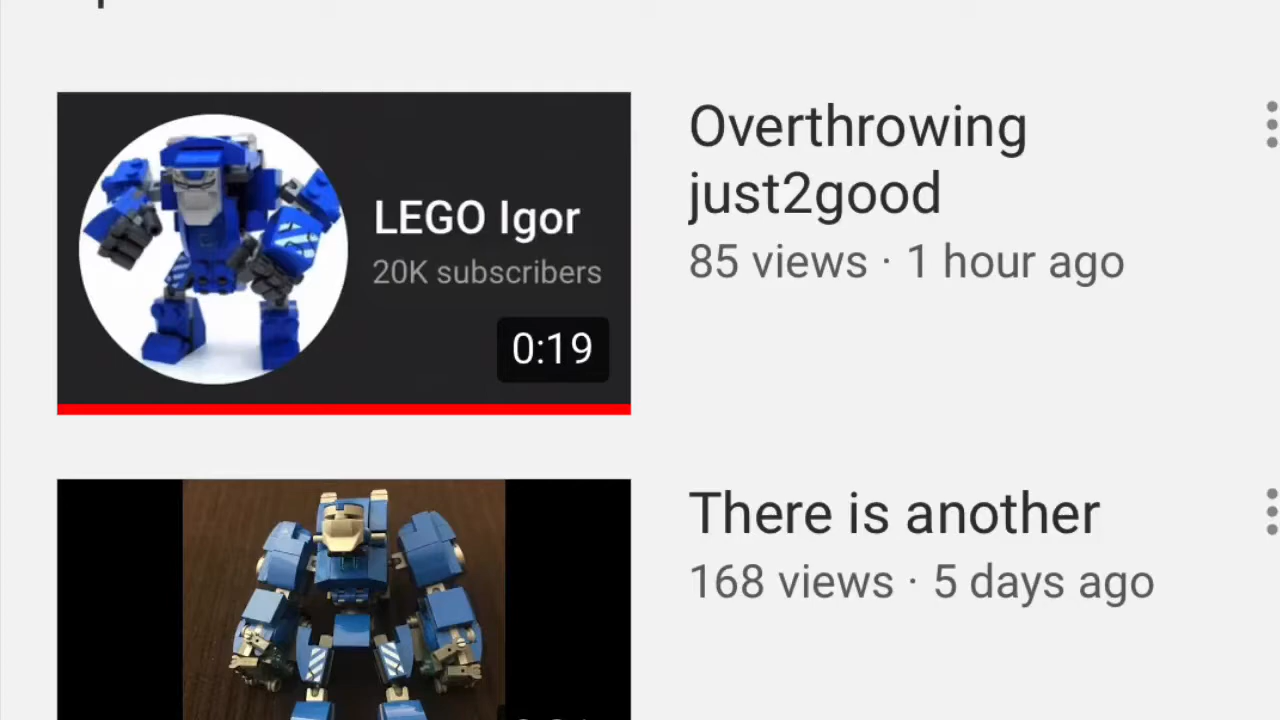 Overthrowing
just2good
85 views · 1 hour ago
LEGO Igor
20K subscribers
0:19
There is another
168 views · 5 days ago